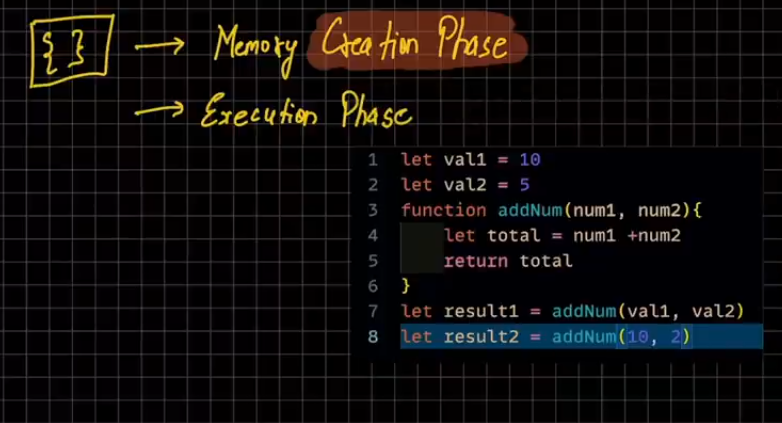 { } → Memory Creation Phase
→ Execution Phase
1 let val1 = 10
2 let val2 = 5
3 function addNum(num1, num2){
4 let total = num1 +num2
5 return total
6 }
7 let result1 = addNum(val1, val2)
8 let result2 = addNum(10, 2)